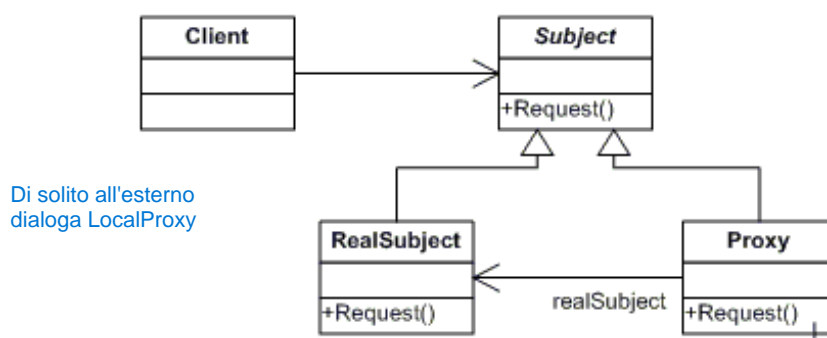 Client
Subject
+Request()
Di solito all'esterno
dialoga LocalProxy
RealSubject
Proxy
realSubject
+Request()
+Request()